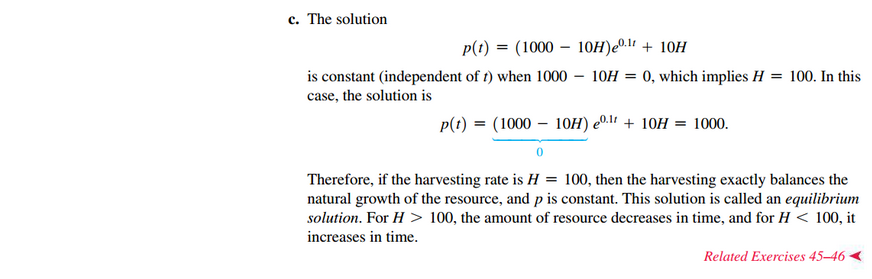 c. The solution
p(t) = (1000 − 10H)e^0.1t + 10H
is constant (independent of t) when 1000 − 10H = 0, which implies H = 100. In this
case, the solution is
p(t) = (1000 − 10H) e^0.1t + 10H = 1000.
0
Therefore, if the harvesting rate is H = 100, then the harvesting exactly balances the
natural growth of the resource, and p is constant. This solution is called an equilibrium
solution. For H > 100, the amount of resource decreases in time, and for H < 100, it
increases in time.
Related Exercises 45–46 ◄